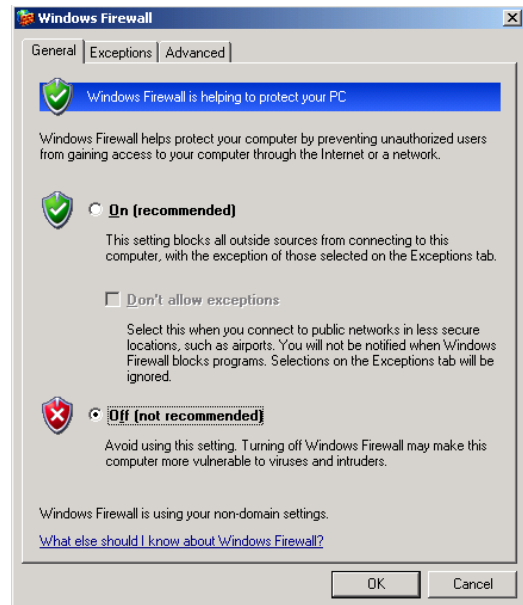 Windows Firewall
General
Exceptions
Advanced
Windows Firewall is helping to protect your PC
Windows Firewall helps protect your computer by preventing unauthorized users
from gaining access to your computer through the Internet or a network.
On (recommended)
This setting blocks all outside sources from connecting to this
computer, with the exception of those selected on the Exceptions tab.
Don't allow exceptions
Select this when you connect to public networks in less secure
locations, such as airports. You will not be notified when Windows
Firewall blocks programs. Selections on the Exceptions tab will be
ignored.
Off (not recommended)
Avoid using this setting. Turning off Windows Firewall may make this
computer more vulnerable to viruses and intruders.
Windows Firewall is using your non-domain settings.
What else should I know about Windows Firewall?
OK
Cancel